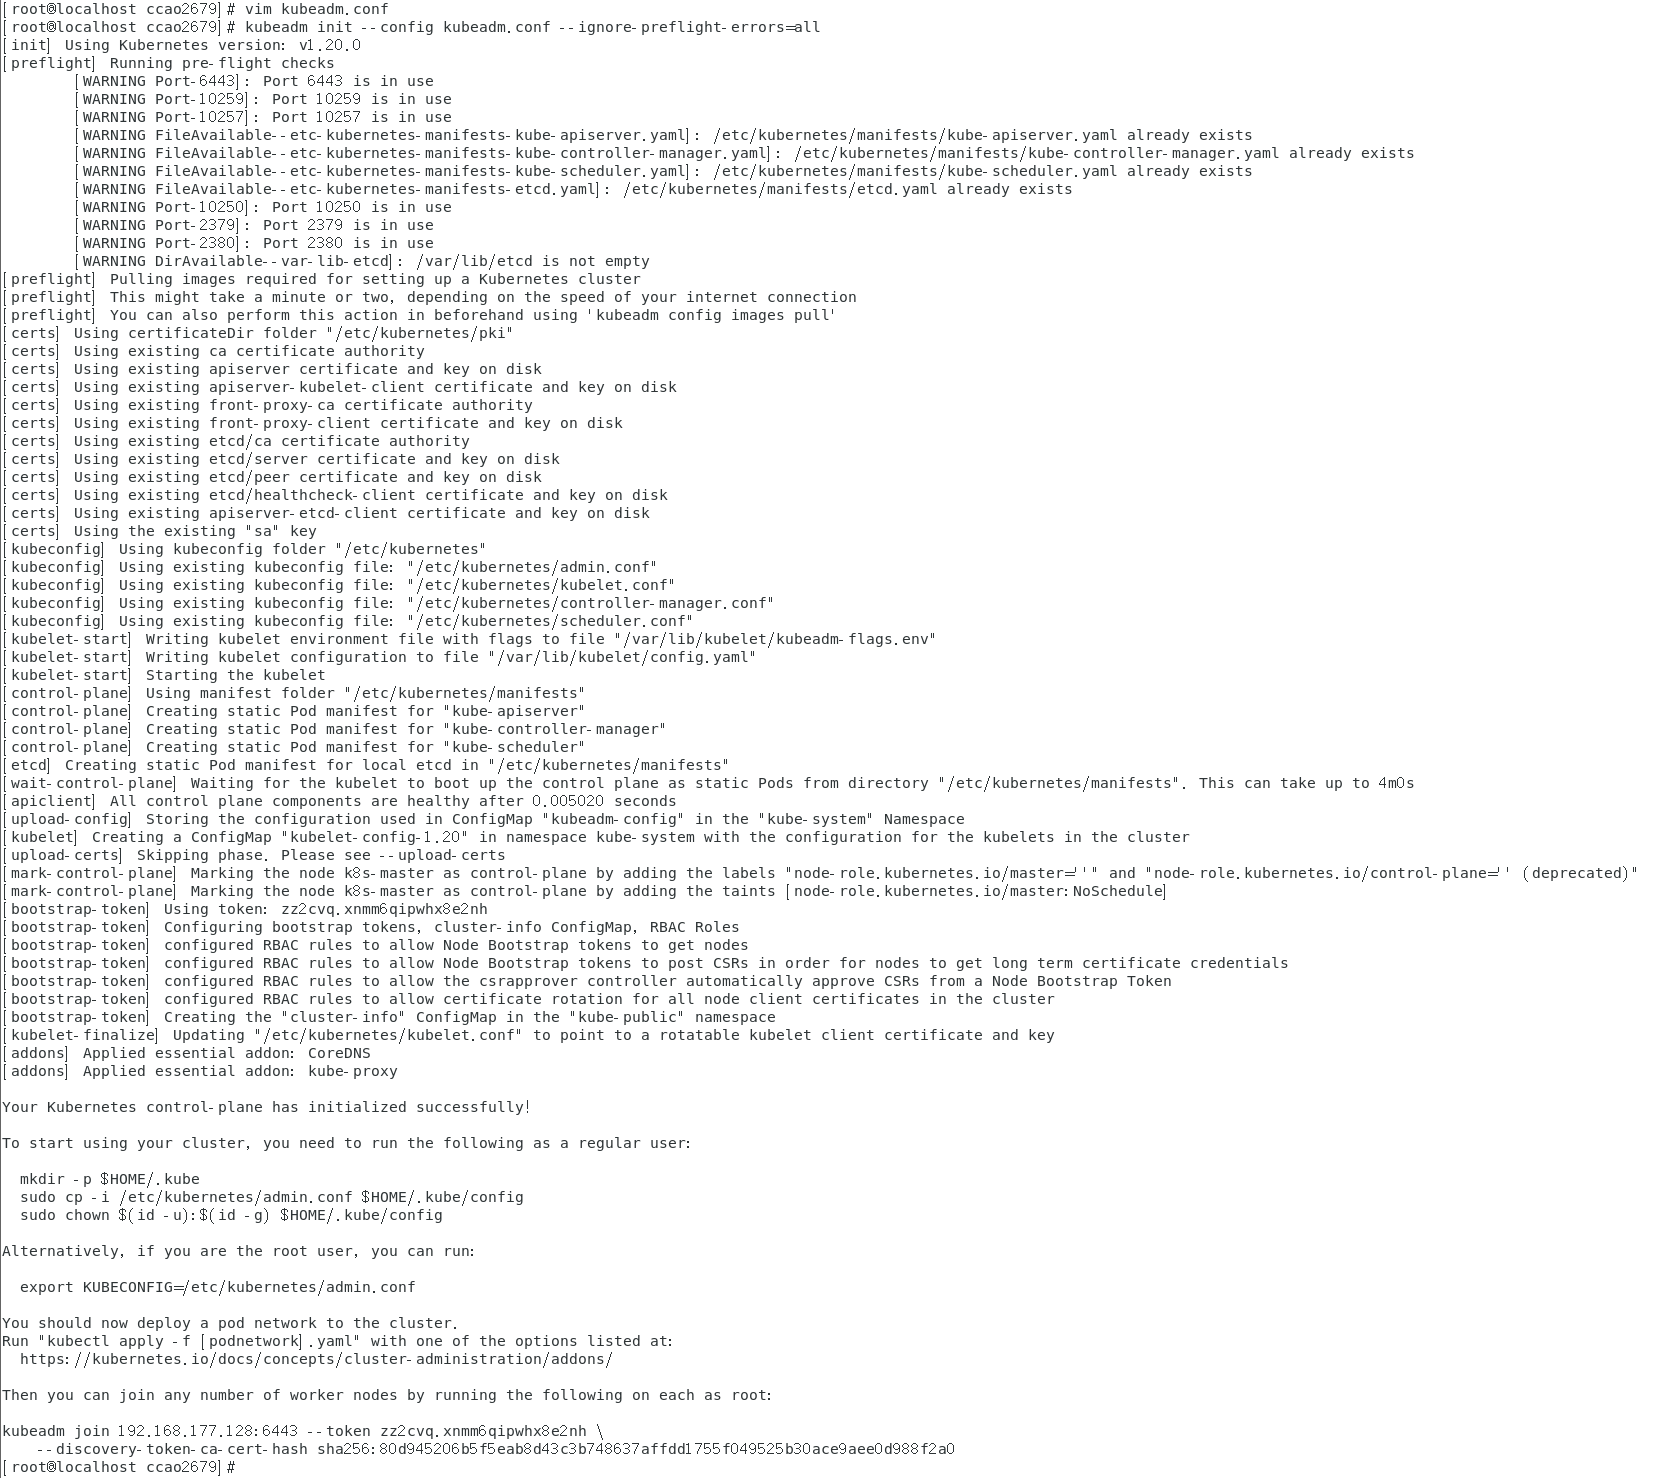 [root@localhost ccao2679]# vim kubeadm.conf
[root@localhost ccao2679]# kubeadm init --config kubeadm.conf --ignore-preflight-errors=all
[init] Using Kubernetes version: v1.20.0
[preflight] Running pre-flight checks
[WARNING Port-6443]: Port 6443 is in use
[WARNING Port-10259]: Port 10259 is in use
[WARNING Port-10257]: Port 10257 is in use
[WARNING FileAvailable--etc-kubernetes-manifests-kube-apiserver.yaml]: /etc/kubernetes/manifests/kube-apiserver.yaml already exists
[WARNING FileAvailable--etc-kubernetes-manifests-kube-controller-manager.yaml]: /etc/kubernetes/manifests/kube-controller-manager.yaml already exists
[WARNING FileAvailable--etc-kubernetes-manifests-kube-scheduler.yaml]: /etc/kubernetes/manifests/kube-scheduler.yaml already exists
[WARNING FileAvailable--etc-kubernetes-manifests-etcd.yaml]: /etc/kubernetes/manifests/etcd.yaml already exists
[WARNING Port-10250]: Port 10250 is in use
[WARNING Port-2379]: Port 2379 is in use
[WARNING Port-2380]: Port 2380 is in use
[WARNING DirAvailable--var-lib-etcd]: /var/lib/etcd is not empty
[preflight] Pulling images required for setting up a Kubernetes cluster
[preflight] This might take a minute or two, depending on the speed of your internet connection
[preflight] You can also perform this action in beforehand using 'kubeadm config images pull'
[certs] Using certificateDir folder "/etc/kubernetes/pki"
[certs] Using existing ca certificate authority
[certs] Using existing apiserver certificate and key on disk
[certs] Using existing apiserver-kubelet-client certificate and key on disk
[certs] Using existing front-proxy-ca certificate authority
[certs] Using existing front-proxy-client certificate and key on disk
[certs] Using existing etcd/ca certificate authority
[certs] Using existing etcd/server certificate and key on disk
[certs] Using existing etcd/peer certificate and key on disk
[certs] Using existing etcd/healthcheck-client certificate and key on disk
[certs] Using existing apiserver-etcd-client certificate and key on disk
[certs] Using the existing "sa" key
[kubeconfig] Using kubeconfig folder "/etc/kubernetes"
[kubeconfig] Using existing kubeconfig file: "/etc/kubernetes/admin.conf"
[kubeconfig] Using existing kubeconfig file: "/etc/kubernetes/kubelet.conf"
[kubeconfig] Using existing kubeconfig file: "/etc/kubernetes/controller-manager.conf"
[kubeconfig] Using existing kubeconfig file: "/etc/kubernetes/scheduler.conf"
[kubelet-start] Writing kubelet environment file with flags to file "/var/lib/kubelet/kubeadm-flags.env"
[kubelet-start] Writing kubelet configuration to file "/var/lib/kubelet/config.yaml"
[kubelet-start] Starting the kubelet
[control-plane] Using manifest folder "/etc/kubernetes/manifests"
[control-plane] Creating static Pod manifest for "kube-apiserver"
[control-plane] Creating static Pod manifest for "kube-controller-manager"
[control-plane] Creating static Pod manifest for "kube-scheduler"
[etcd] Creating static Pod manifest for local etcd in "/etc/kubernetes/manifests"
[wait-control-plane] Waiting for the kubelet to boot up the control plane as static Pods from directory "/etc/kubernetes/manifests". This can take up to 4m0s
[apiclient] All control plane components are healthy after 0.005020 seconds
[upload-config] Storing the configuration used in ConfigMap "kubeadm-config" in the "kube-system" Namespace
[kubelet] Creating a ConfigMap "kubelet-config-1.20" in namespace kube-system with the configuration for the kubelets in the cluster
[upload-certs] Skipping phase. Please see --upload-certs
[mark-control-plane] Marking the node k8s-master as control-plane by adding the labels "node-role.kubernetes.io/master=''" and "node-role.kubernetes.io/control-plane='' (deprecated)"
[mark-control-plane] Marking the node k8s-master as control-plane by adding the taints [node-role.kubernetes.io/master:NoSchedule]
[bootstrap-token] Using token: zz2cvq.xnmm6qipwhx8e2nh
[bootstrap-token] Configuring bootstrap tokens, cluster-info ConfigMap, RBAC Roles
[bootstrap-token] configured RBAC rules to allow Node Bootstrap tokens to get nodes
[bootstrap-token] configured RBAC rules to allow Node Bootstrap tokens to post CSRs in order for nodes to get long term certificate credentials
[bootstrap-token] configured RBAC rules to allow the csrapprover controller automatically approve CSRs from a Node Bootstrap Token
[bootstrap-token] configured RBAC rules to allow certificate rotation for all node client certificates in the cluster
[bootstrap-token] Creating the "cluster-info" ConfigMap in the "kube-public" namespace
[kubelet-finalize] Updating "/etc/kubernetes/kubelet.conf" to point to a rotatable kubelet client certificate and key
[addons] Applied essential addon: CoreDNS
[addons] Applied essential addon: kube-proxy
Your Kubernetes control-plane has initialized successfully!
To start using your cluster, you need to run the following as a regular user:
mkdir -p $HOME/.kube
sudo cp -i /etc/kubernetes/admin.conf $HOME/.kube/config
sudo chown $(id -u):$(id -g) $HOME/.kube/config
Alternatively, if you are the root user, you can run:
export KUBECONFIG=/etc/kubernetes/admin.conf
You should now deploy a pod network to the cluster.
Run "kubectl apply -f [podnetwork].yaml" with one of the options listed at:
https://kubernetes.io/docs/concepts/cluster-administration/addons/
Then you can join any number of worker nodes by running the following on each as root:
kubeadm join 192.168.177.128:6443 --token zz2cvq.xnmm6qipwhx8e2nh \
--discovery-token-ca-cert-hash sha256:80d945206b5f5eab8d43c3b748637affdd1755f049525b30ace9aee0d988f2a0
[root@localhost ccao2679]#